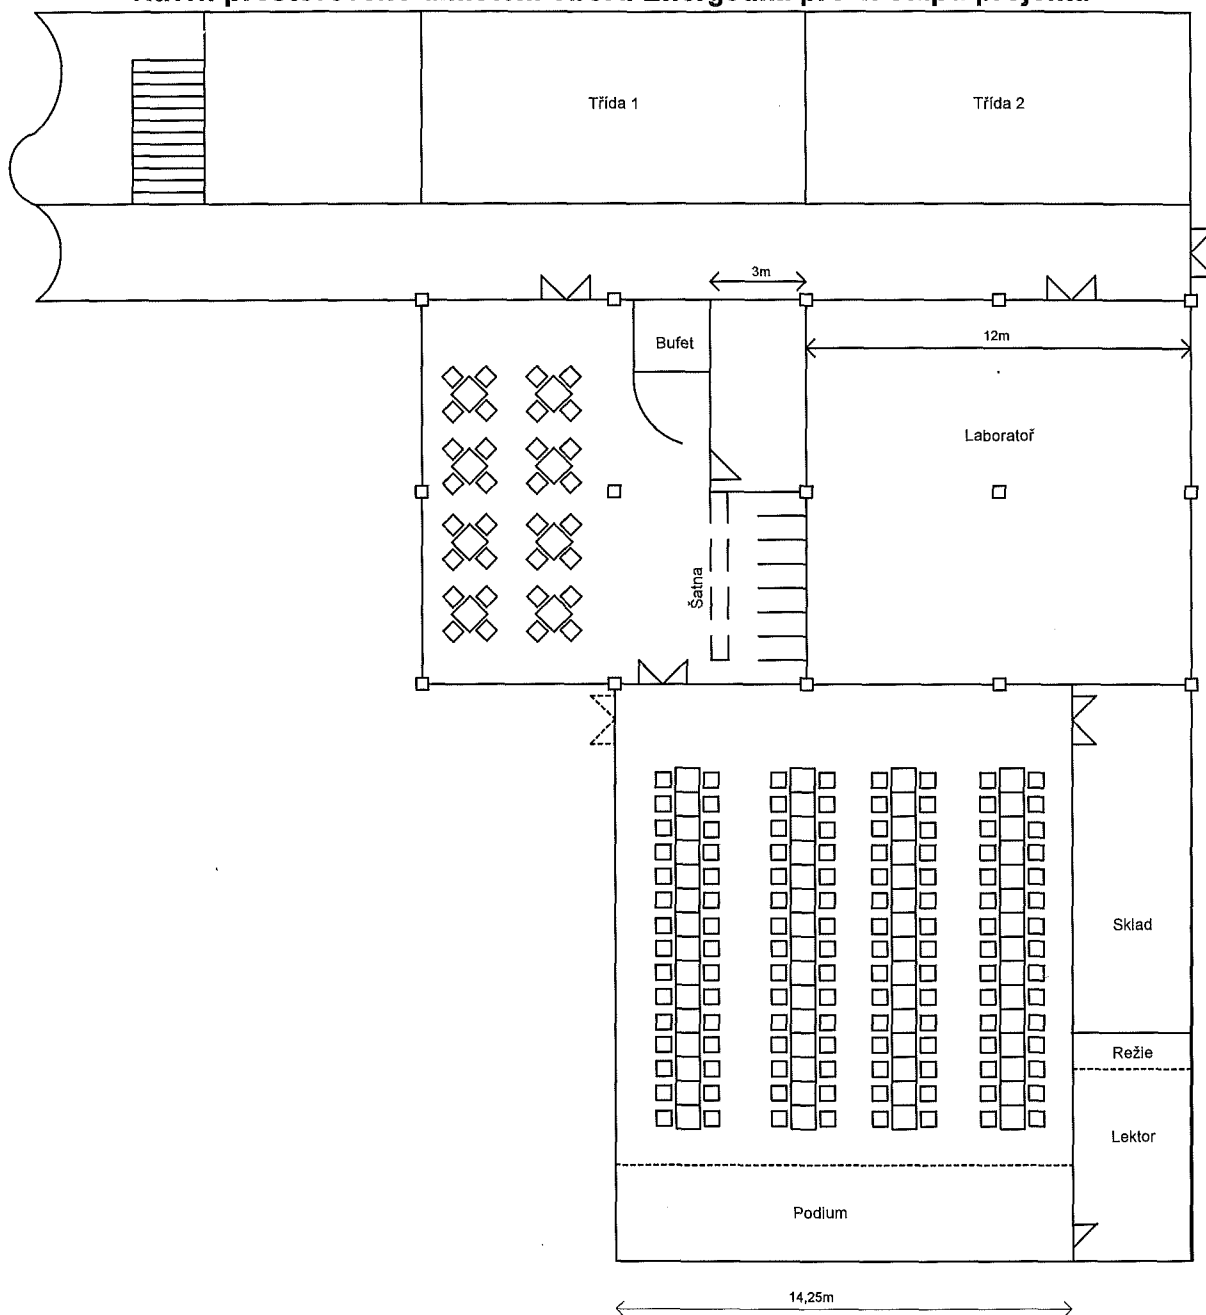 Třída 1
Třída 2
3m
Bufet
12m
Laboratoř
Šatna
Sklad
Režie
Lektor
Podium
14,25m